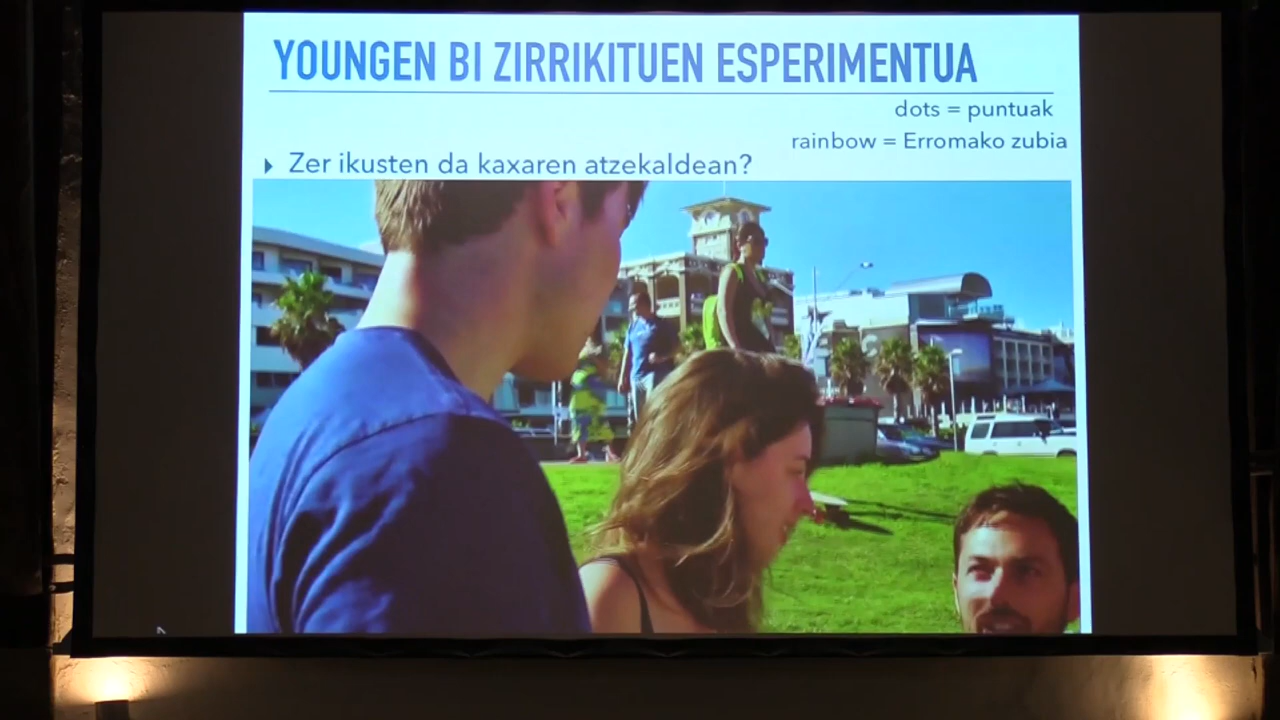 YOUNGEN BI ZIRRIKITUEN ESPERIMENTUA
dots = puntuak
rainbow = Erromako zubia
Zer ikusten da kaxaren atzekaldean?